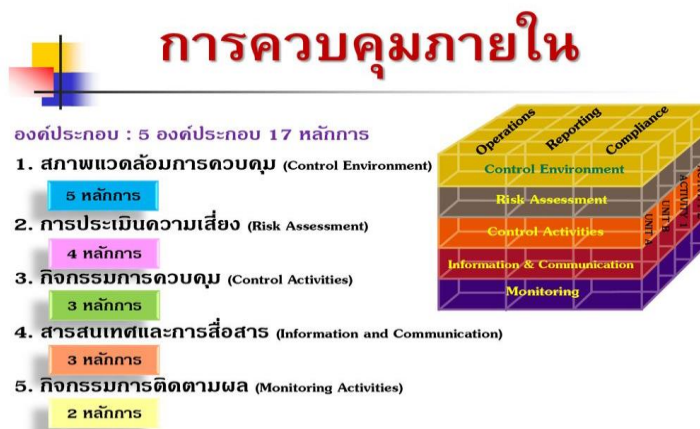 การควบคุมภายใน
องค์ประกอบ : 5 องค์ประกอบ 17 หลักการ
1. สภาพแวดล้อมการควบคุม (Control Environment)
5 หลักการ
2. การประเมินความเสี่ยง (Risk Assessment)
4 หลักการ
3. กิจกรรมการควบคุม (Control Activities)
3 หลักการ
4. สารสนเทศและการสื่อสาร (Information and Communication)
3 หลักการ
5. กิจกรรมการติดตามผล (Monitoring Activities)
2 หลักการ
Operations
Reporting
Compliance
Control Environment
Risk Assessment
Control Activities
Information & Communication
Monitoring
UNIT A
UNIT B
ACTIVITY 1